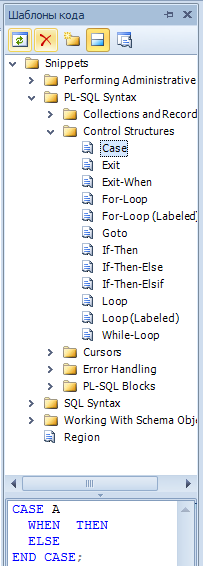 Шаблоны кода
Snippets
Performing Administrative
PL-SQL Syntax
Collections and Record
Control Structures
Case
Exit
Exit-When
For-Loop
For-Loop (Labeled)
Goto
If-Then
If-Then-Else
If-Then-Elsif
Loop
Loop (Labeled)
While-Loop
Cursors
Error Handling
PL-SQL Blocks
SQL Syntax
Working With Schema Obje
Region
CASE A
  WHEN  THEN
  ELSE
END CASE;